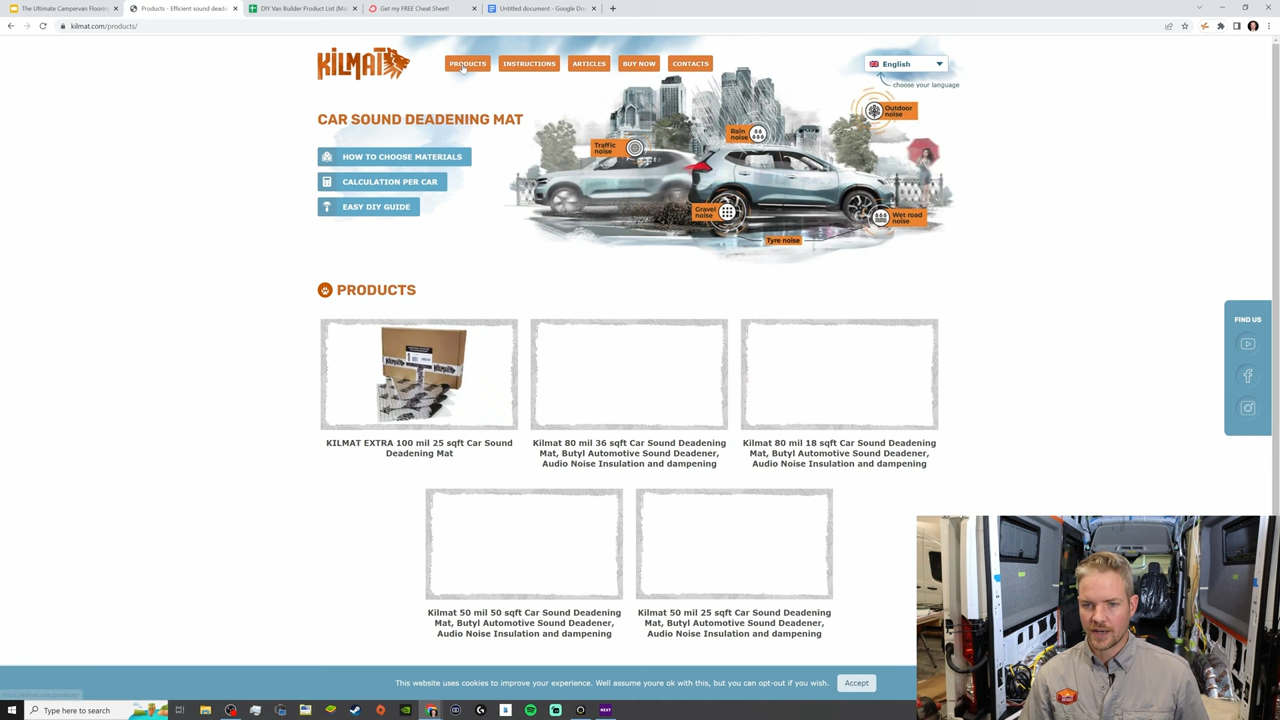 The Ultimate Campervan Floorin
Products - Efficient sound dead
DIY Van Builder Product List (Ma
Get my FREE Cheat Sheet!
Untitled document - Google Do
kilmat.com/products/
KILMAT
PRODUCTS
INSTRUCTIONS
ARTICLES
BUY NOW
CONTACTS
English
choose your language
CAR SOUND DEADENING MAT
HOW TO CHOOSE MATERIALS
CALCULATION PER CAR
EASY DIY GUIDE
Outdoor
noise
Rain
noise
Traffic
noise
Gravel
noise
Wet road
noise
Tyre noise
PRODUCTS
FIND US
KILMAT EXTRA 100 mil 25 sqft Car Sound
Deadening Mat
Kilmat 80 mil 36 sqft Car Sound Deadening
Mat, Butyl Automotive Sound Deadener,
Audio Noise Insulation and dampening
Kilmat 80 mil 18 sqft Car Sound Deadening
Mat, Butyl Automotive Sound Deadener,
Audio Noise Insulation and dampening
Kilmat 50 mil 50 sqft Car Sound Deadening
Mat, Butyl Automotive Sound Deadener,
Audio Noise Insulation and dampening
Kilmat 50 mil 25 sqft Car Sound Deadening
Mat, Butyl Automotive Sound Deadener,
Audio Noise Insulation and dampening
This website uses cookies to improve your experience. Well assume youre ok with this, but you can opt-out if you wish.
Accept
https://kilmat.com/products/
Type here to search
NEXT